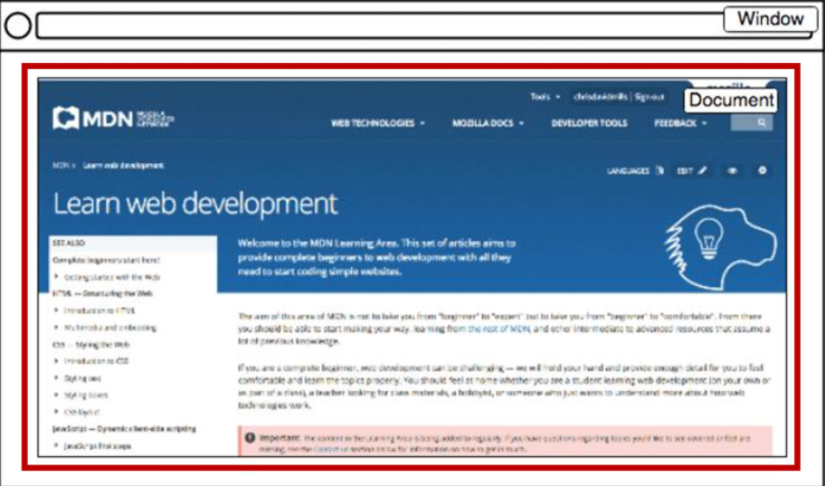 Window
Tools chrisdavidmills Sign out
Document
MDN MOZILLA DEVELOPER NETWORK
WEB TECHNOLOGIES MOZILLA DOCS DEVELOPER TOOLS FEEDBACK
MDN > Learn web development
LANGUAGES EDIT
Learn web development
SEE ALSO
Complete beginners start here!
Getting started with the Web
HTML — Structuring the Web
Introduction to HTML
Multimedia and embedding
CSS — Styling the Web
Introduction to CSS
Styling text
Styling boxes
CSS layout
JavaScript — Dynamic client-side scripting
JavaScript first steps
Welcome to the MDN Learning Area. This set of articles aims to
provide complete beginners to web development with all they
need to start coding simple websites.
The aim of this area of MDN is not to take you from "beginner" to "expert" but to take you from "beginner" to "comfortable". From there
you should be able to start making your way, learning from the rest of MDN, and other intermediate to advanced resources that assume a
lot of previous knowledge.
If you are a complete beginner, web development can be challenging — we will hold your hand and provide enough detail for you to feel
comfortable and learn the topics properly. You should feel at home whether you are a student learning web development (on your own or
as part of a class), a teacher looking for class materials, a hobbyist, or someone who just wants to understand more about how web
technologies work.
Important: The content in the Learning Area is being added to regularly. If you have questions regarding topics you'd like to see covered or feel are
missing, see the Contact us section below for information on how to get in touch.